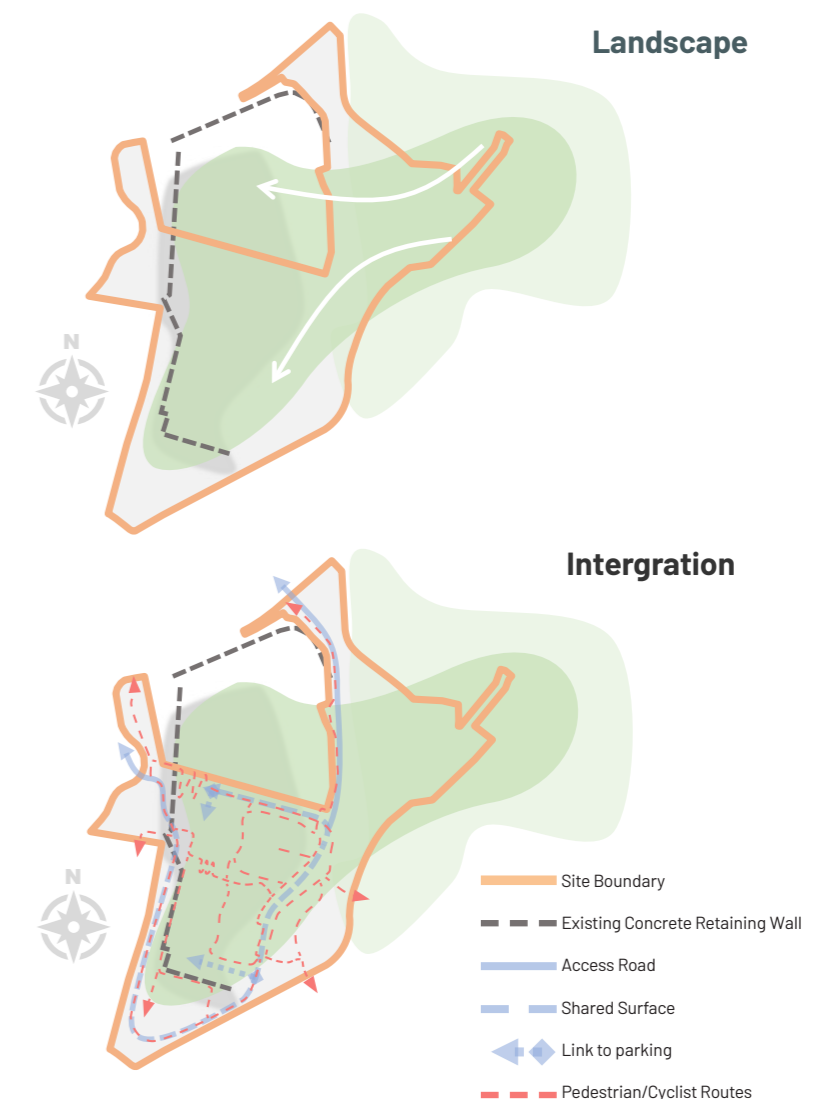 Landscape
N
Intergration
N
Site Boundary
Existing Concrete Retaining Wall
Access Road
Shared Surface
Link to parking
Pedestrian/Cyclist Routes